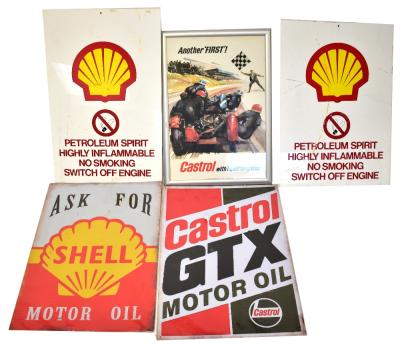 PETROLEUM SPIRIT
HIGHLY INFLAMMABLE
NO SMOKING
SWITCH OFF ENGINE
Another 'FIRST'!
Castrol with
PETROLEUM SPIRIT
HIGHLY INFLAMMABLE
NO SMOKING
SWITCH OFF ENGINE
ASK FOR
SHELL
MOTOR OIL
Castrol
GTX
MOTOR OIL
Castrol